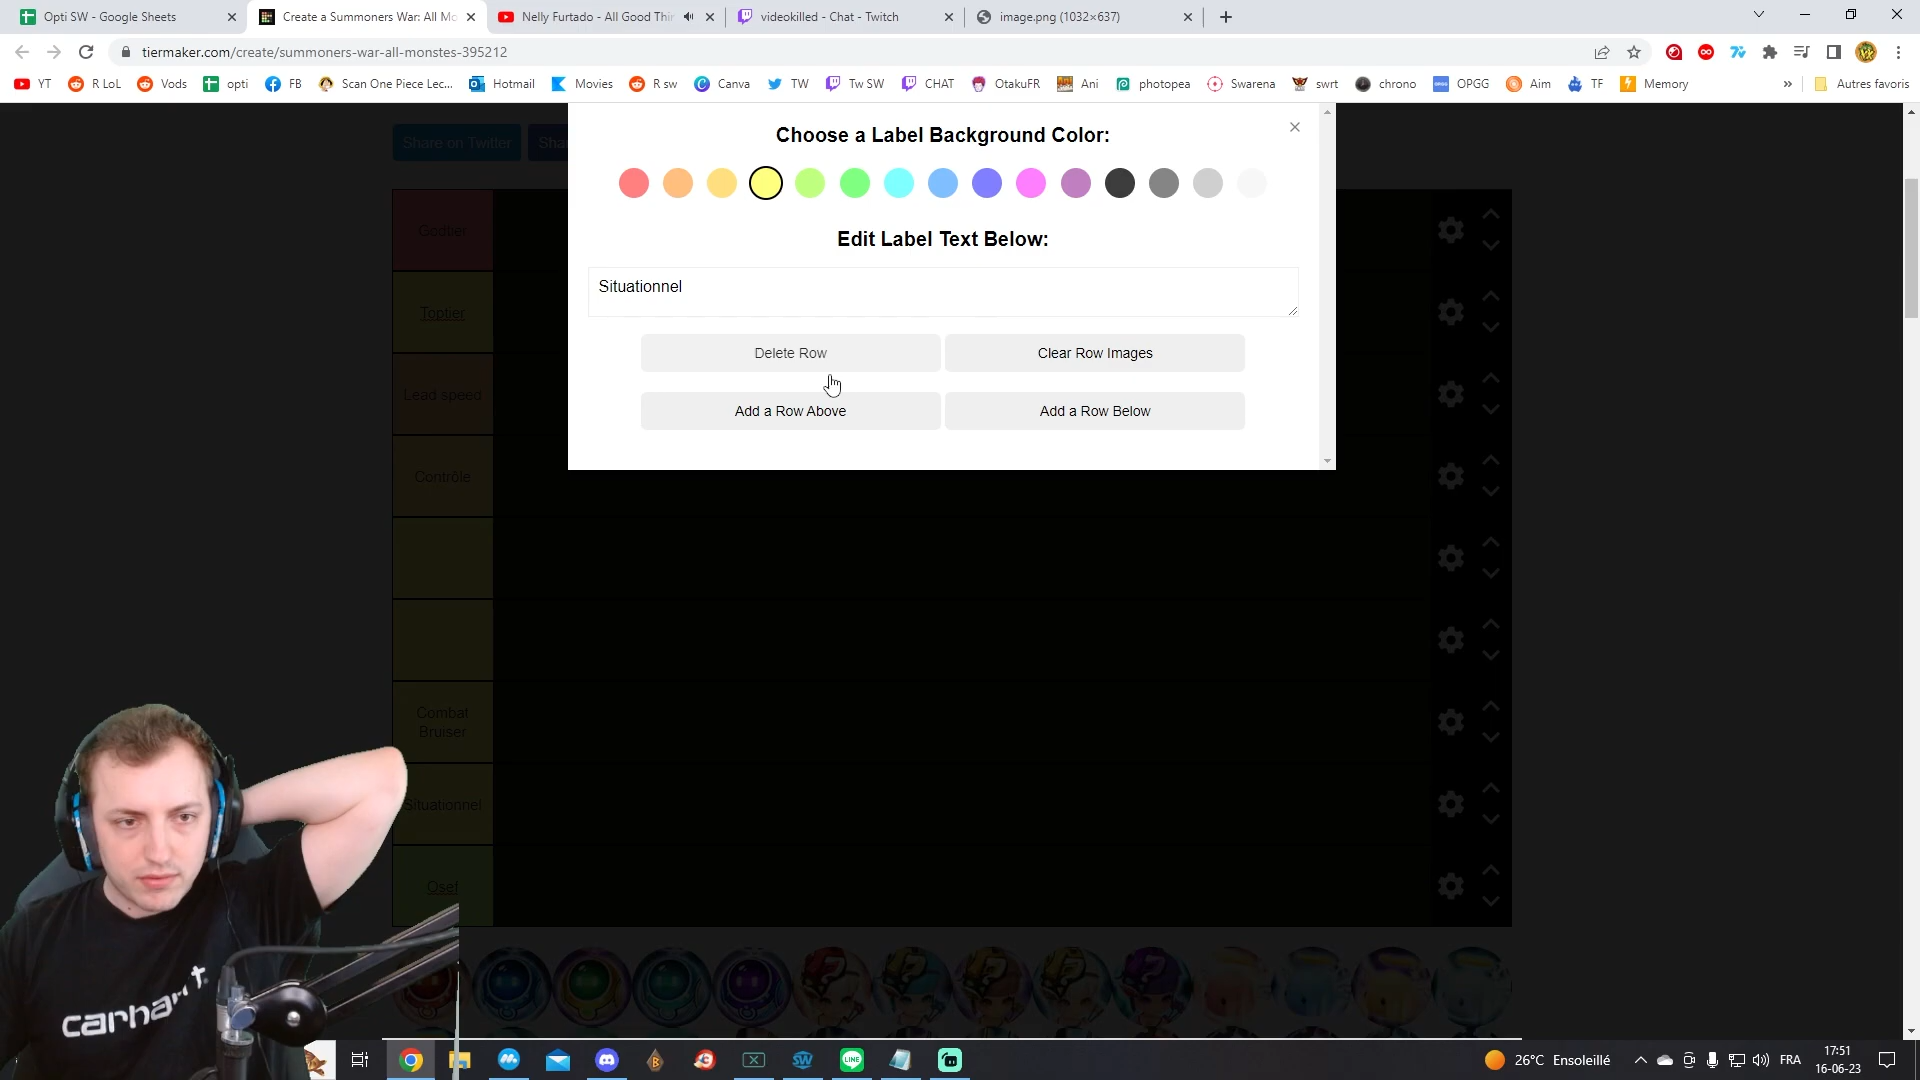 Opti SW - Google Sheets
Create a Summoners War: All Mo
Nelly Furtado - All Good Thin
videokilled - Chat - Twitch
image.png (1032×637)
tiermaker.com/create/summoners-war-all-monstes-395212
YT
R LoL
Vods
opti
FB
Scan One Piece Lec...
Hotmail
Movies
R sw
Canva
TW
Tw SW
CHAT
OtakuFR
Ani
photopea
Swarena
swrt
chrono
OPGG
Aim
TF
Memory
»
Autres favoris
Share on Twitter
Sha
Choose a Label Background Color:
Edit Label Text Below:
Situationnel
Delete Row
Clear Row Images
Add a Row Above
Add a Row Below
Godtier
Toptier
Lead speed
Contrôle
Combat
Bruiser
Situationnel
Osef
carhart
26°C Ensoleillé
FRA
17:51
16-06-23